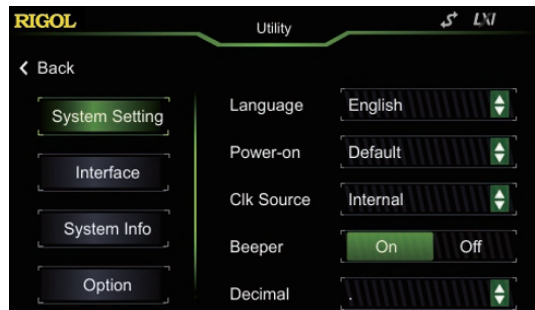 RIGOL Utility LXI
Back
System Setting
Interface
System Info
Option
Language English
Power-on Default
Clk Source Internal
Beeper On Off
Decimal .